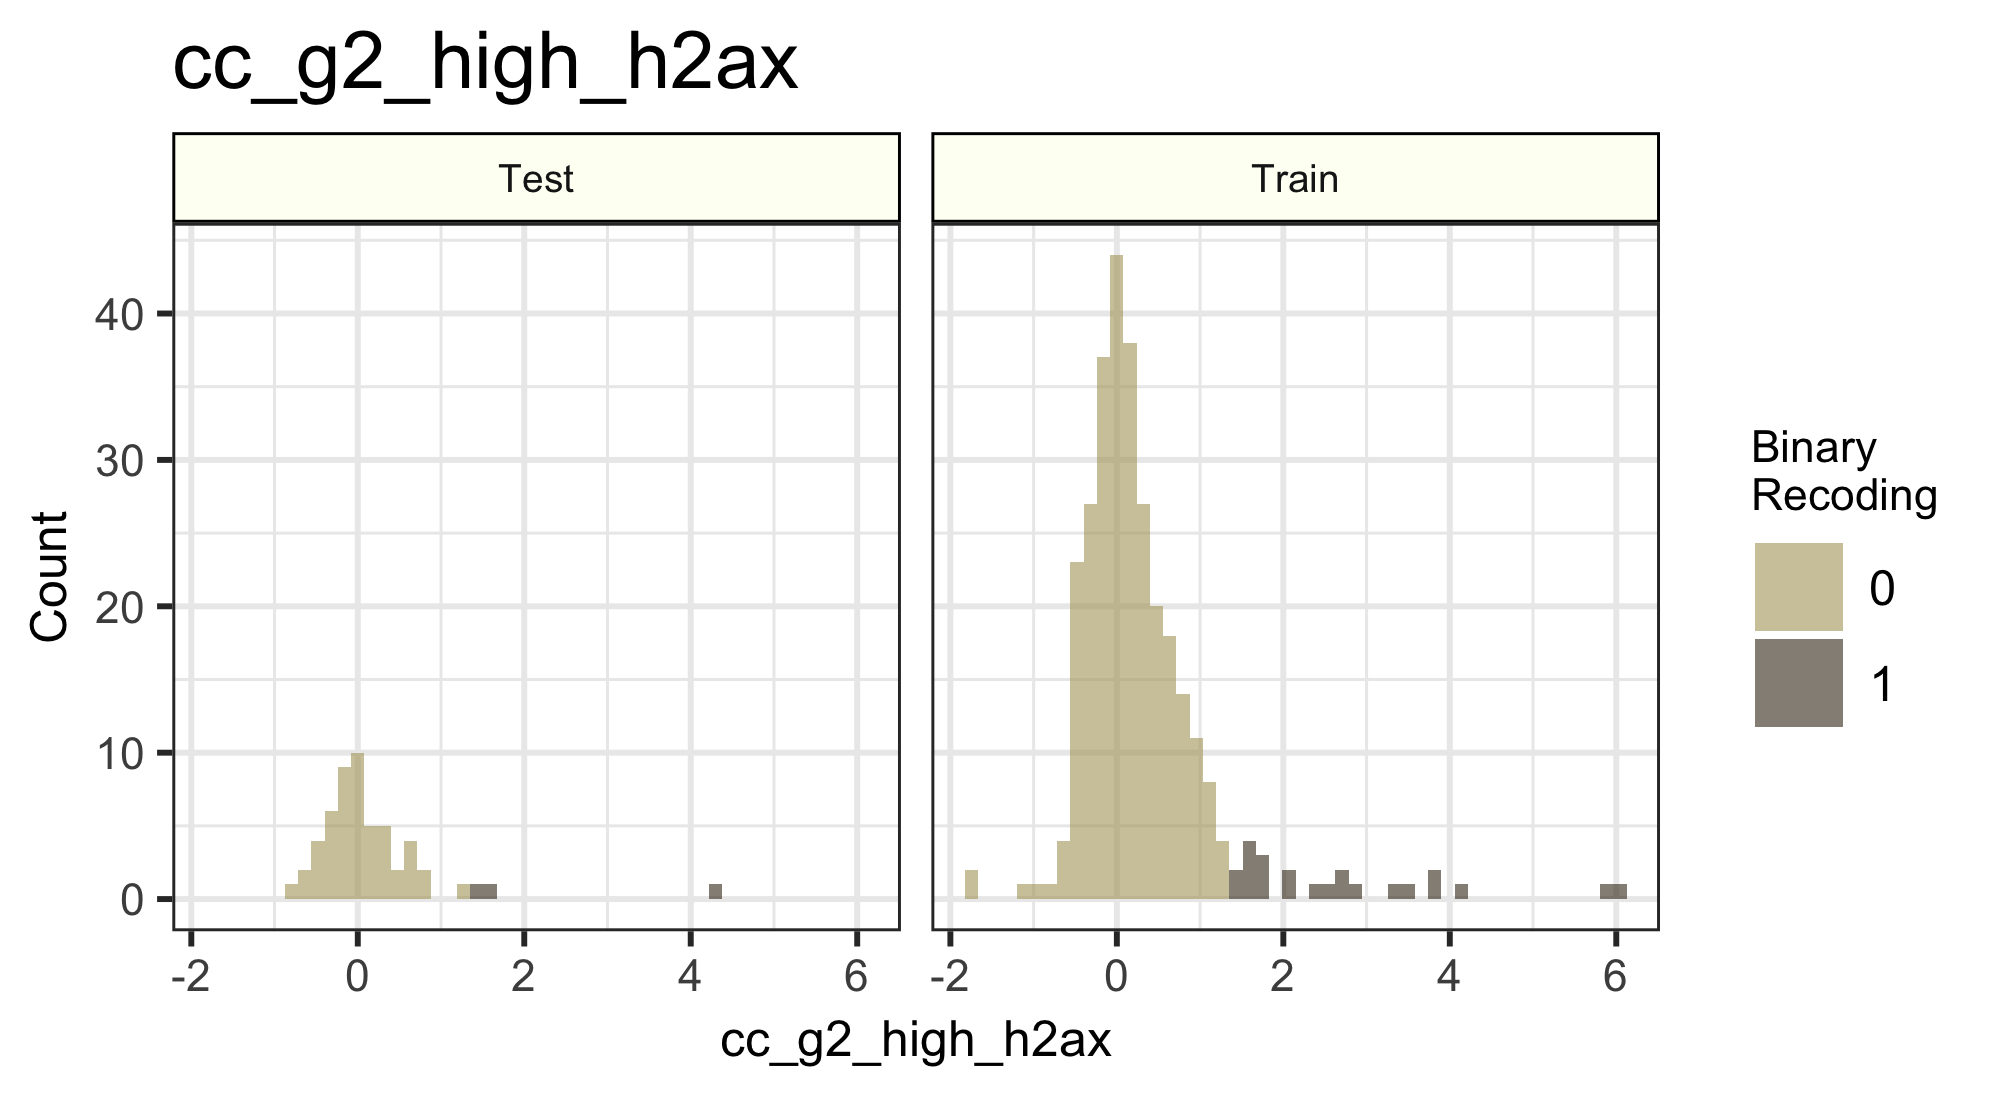 cc_g2_high_h2ax
Test
Train
40
30
20
10
0
Count
-2 0 2 4 6
-2 0 2 4 6
cc_g2_high_h2ax
Binary
Recoding
0
1